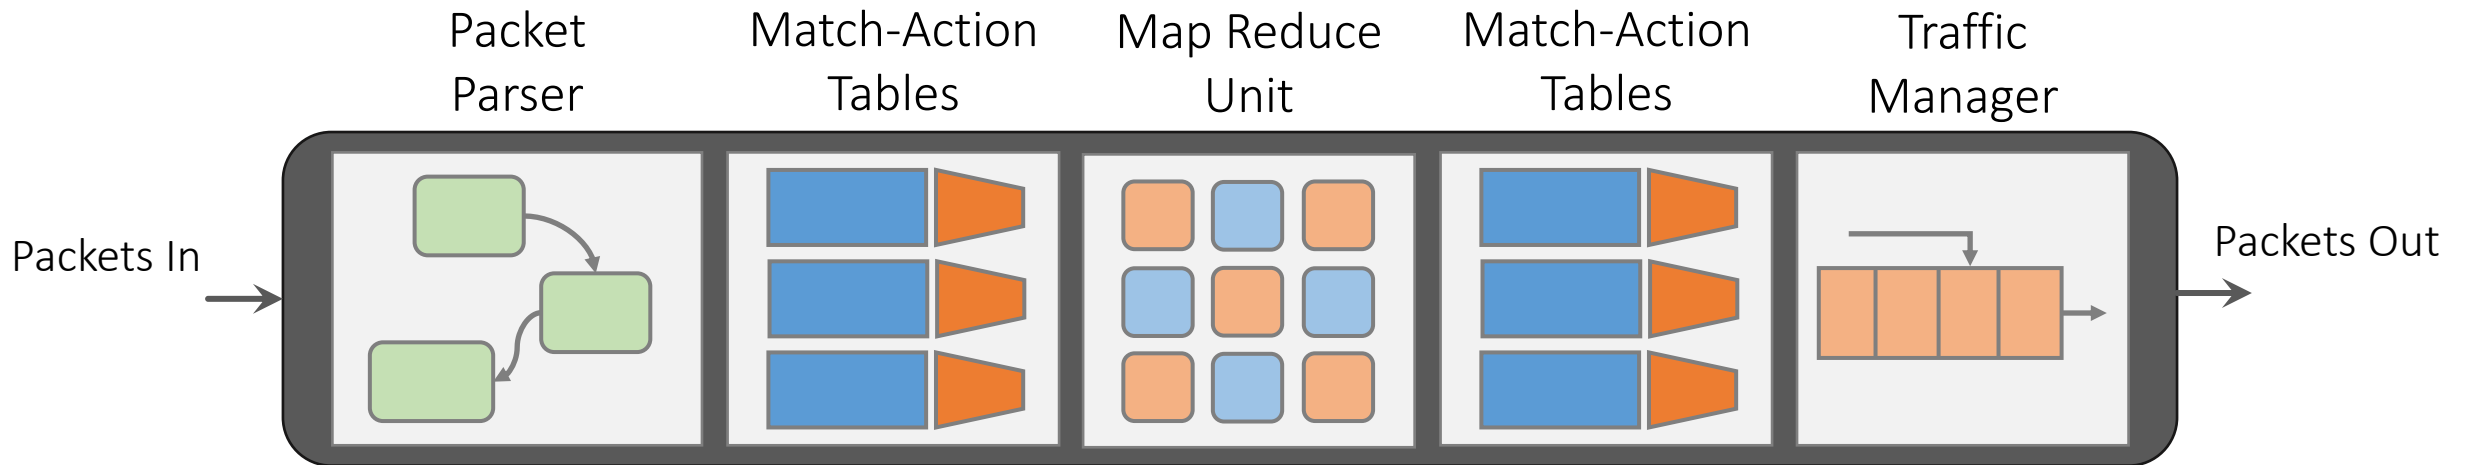 Packet
Parser
Match-Action
Tables
Map Reduce
Unit
Match-Action
Tables
Traffic
Manager
Packets In
Packets Out